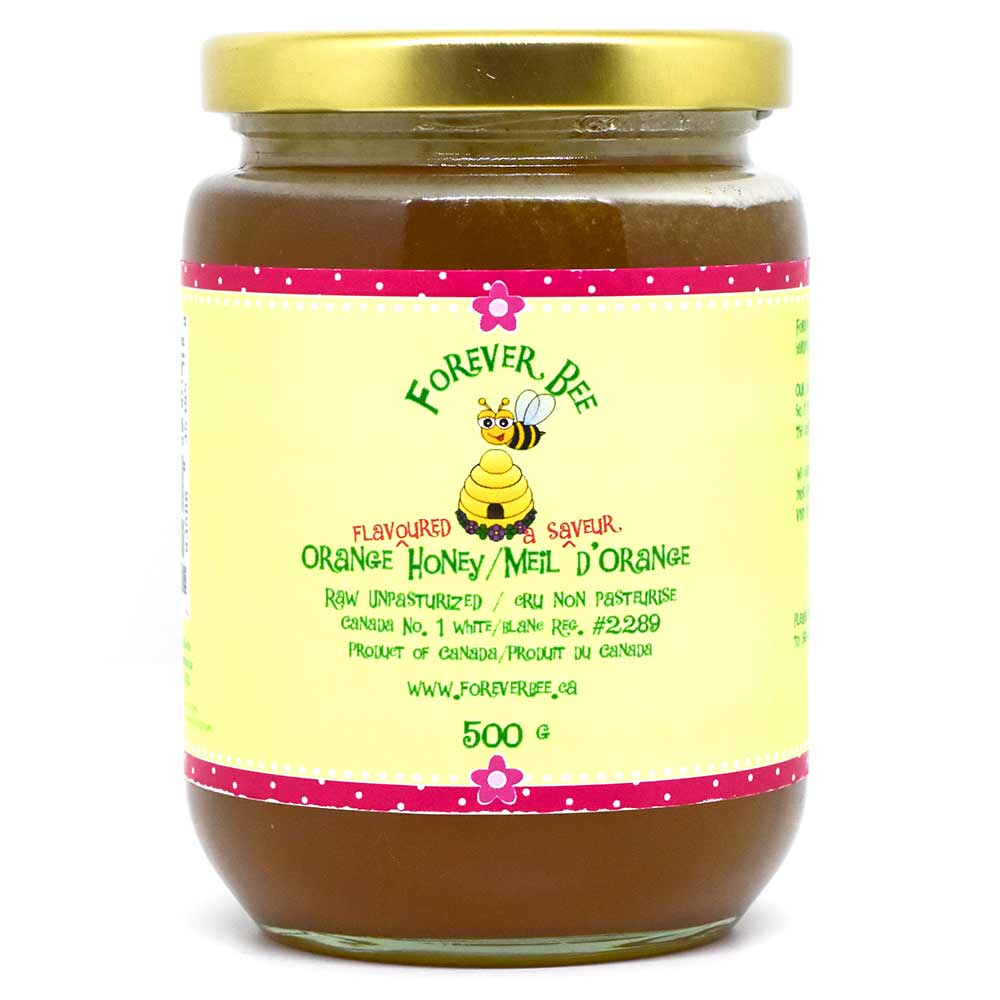 Forever Bee
Flavoured à Saveur
Orange ^ Honey/Meil ^ d'Orange
Raw Unpasturized / Cru Non Pasteurise
Canada No. 1 White/Blanc Reg. #2289
Product of Canada/Produit du Canada
www.foreverbee.ca
500 G